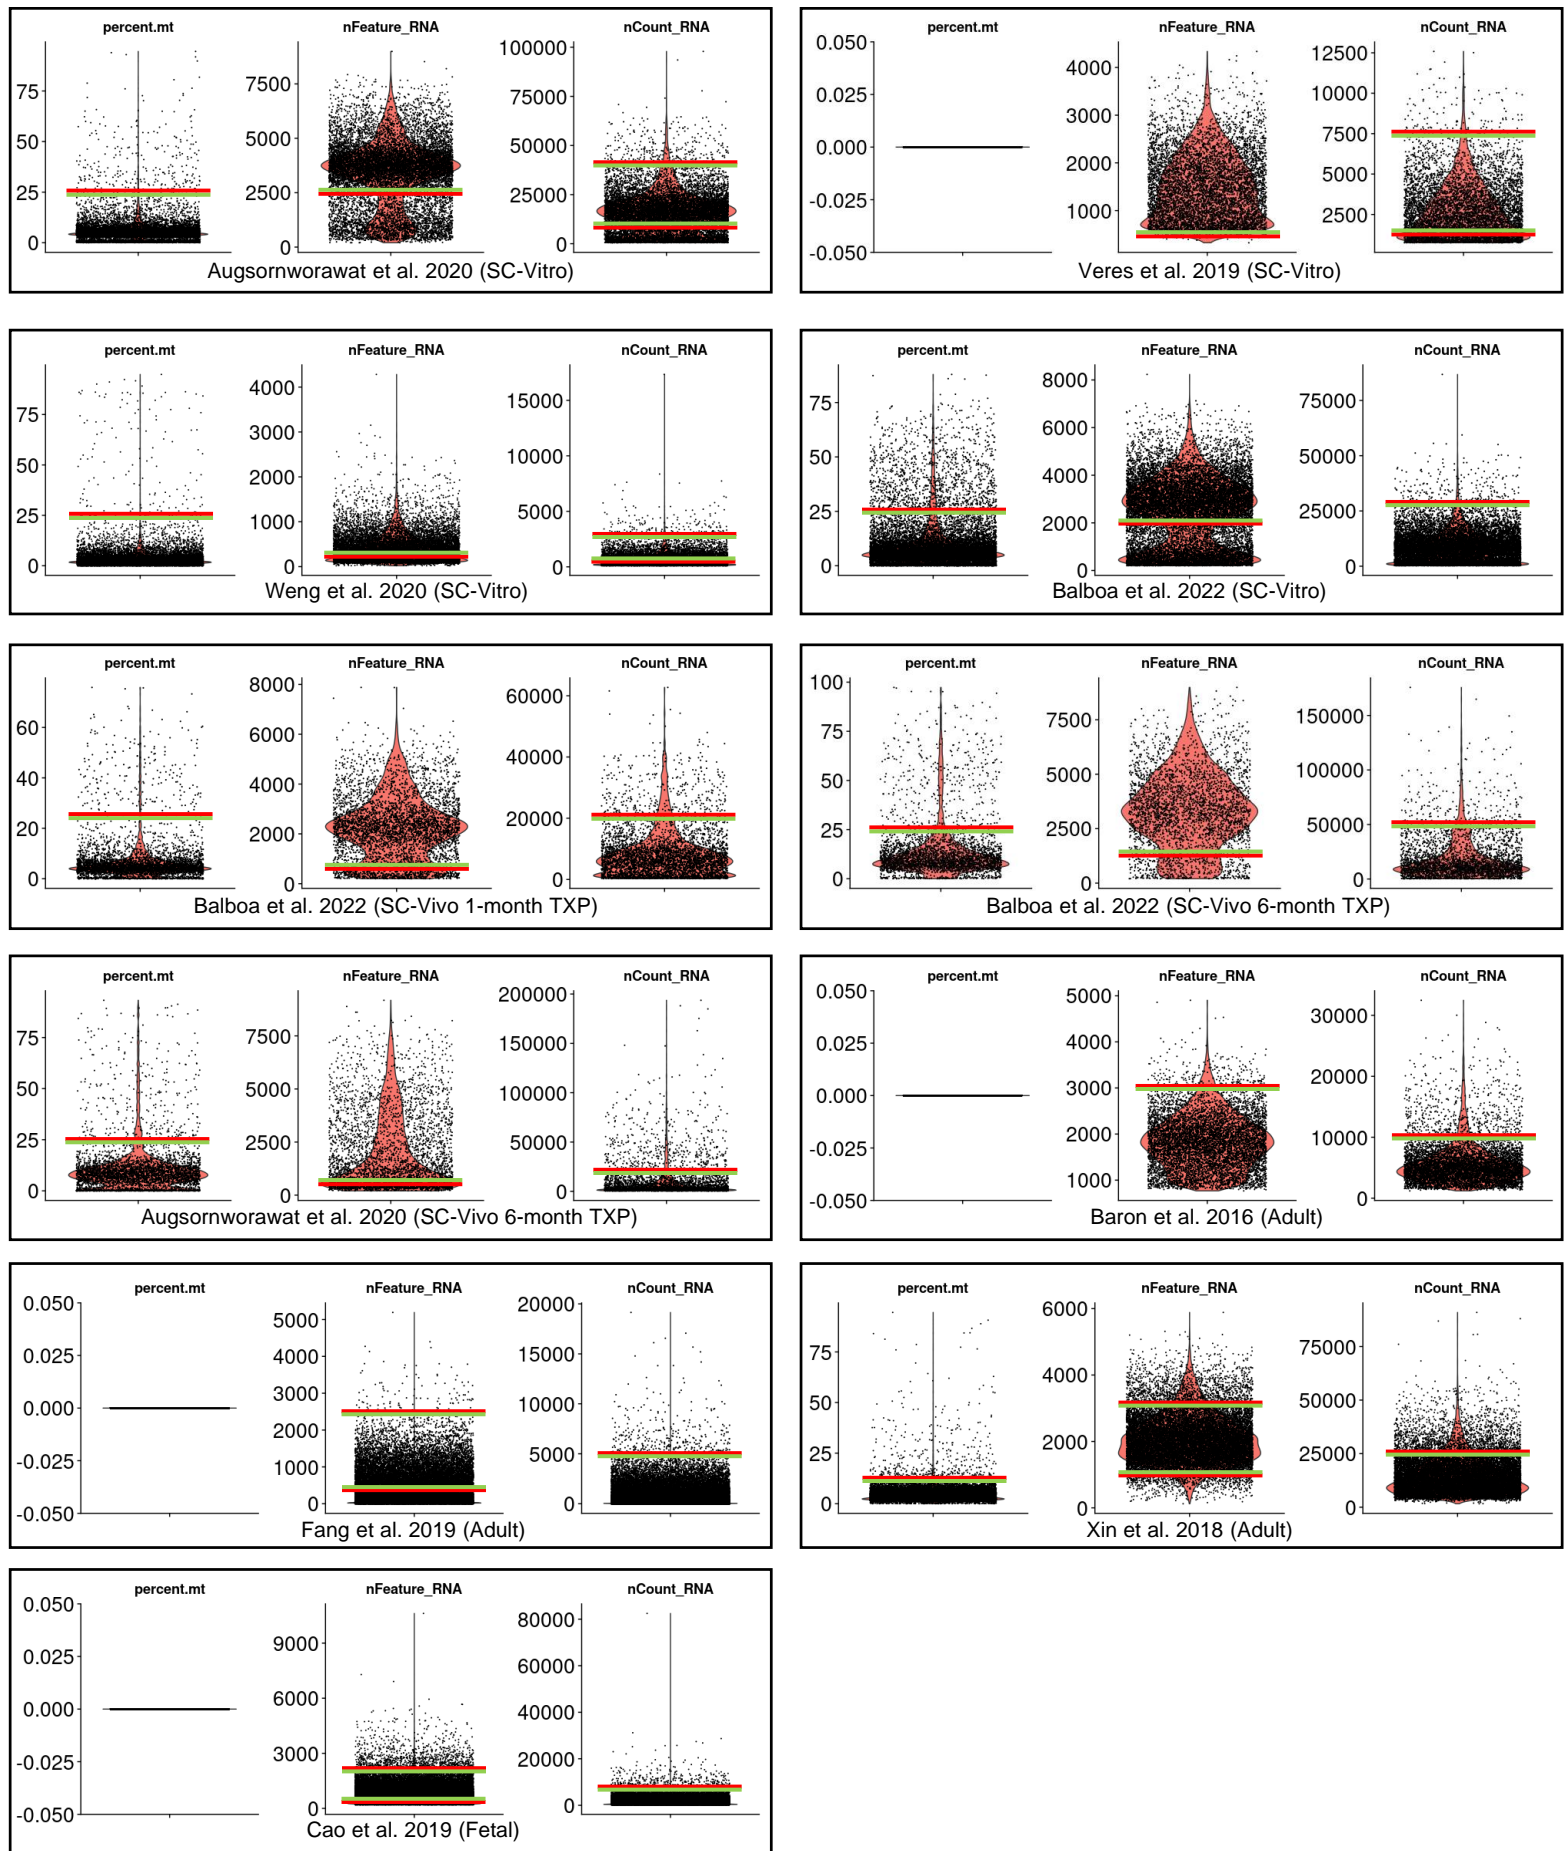 percent.mt nFeature_RNA nCount_RNA
75 50 25 0
7500 5000 2500 0
100000 75000 50000 25000 0
Augsornworawat et al. 2020 (SC-Vitro)
percent.mt nFeature_RNA nCount_RNA
0.050 0.025 0.000 -0.025 -0.050
4000 3000 2000 1000
12500 10000 7500 5000 2500
Veres et al. 2019 (SC-Vitro)
percent.mt nFeature_RNA nCount_RNA
75 50 25 0
4000 3000 2000 1000 0
15000 10000 5000 0
Weng et al. 2020 (SC-Vitro)
percent.mt nFeature_RNA nCount_RNA
75 50 25 0
8000 6000 4000 2000 0
75000 50000 25000 0
Balboa et al. 2022 (SC-Vitro)
percent.mt nFeature_RNA nCount_RNA
60 40 20 0
8000 6000 4000 2000 0
60000 40000 20000 0
Balboa et al. 2022 (SC-Vivo 1-month TXP)
percent.mt nFeature_RNA nCount_RNA
100 75 50 25 0
7500 5000 2500 0
150000 100000 50000 0
Balboa et al. 2022 (SC-Vivo 6-month TXP)
percent.mt nFeature_RNA nCount_RNA
75 50 25 0
7500 5000 2500 0
200000 150000 100000 50000 0
Augsornworawat et al. 2020 (SC-Vivo 6-month TXP)
percent.mt nFeature_RNA nCount_RNA
0.050 0.025 0.000 -0.025 -0.050
5000 4000 3000 2000 1000
30000 20000 10000 0
Baron et al. 2016 (Adult)
percent.mt nFeature_RNA nCount_RNA
0.050 0.025 0.000 -0.025 -0.050
5000 4000 3000 2000 1000 0
20000 15000 10000 5000 0
Fang et al. 2019 (Adult)
percent.mt nFeature_RNA nCount_RNA
75 50 25 0
6000 4000 2000 0
75000 50000 25000 0
Xin et al. 2018 (Adult)
percent.mt nFeature_RNA nCount_RNA
0.050 0.025 0.000 -0.025 -0.050
9000 6000 3000 0
80000 60000 40000 20000 0
Cao et al. 2019 (Fetal)